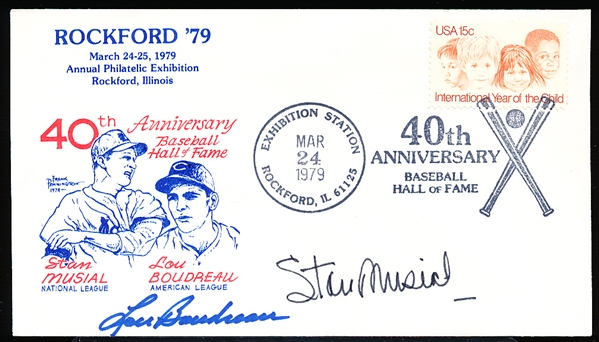 ROCKFORD '79
March 24-25, 1979
Annual Philatelic Exhibition
Rockford, Illinois
40th Anniversary
Baseball
Hall of Fame
FRANK
1978
Stan
MUSIAL
NATIONAL LEAGUE
Lou
BOUDREAU
AMERICAN LEAGUE
EXHIBITION STATION
MAR
24
1979
ROCKFORD, IL 61125
USA 15c
International Year of the Child
40th
ANNIVERSARY
BASEBALL
HALL OF FAME
Stan Musial
Lou Boudreau